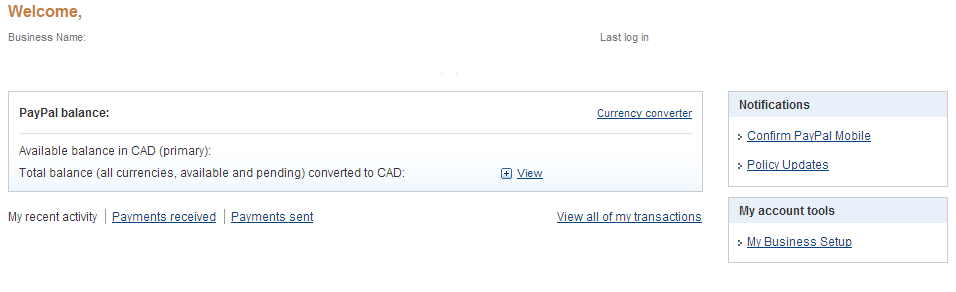 Welcome,
Business Name:
Last log in
PayPal balance:
Currency converter
Available balance in CAD (primary):
Total balance (all currencies, available and pending) converted to CAD:
View
My recent activity
Payments received
Payments sent
View all of my transactions
Notifications
Confirm PayPal Mobile
Policy Updates
My account tools
My Business Setup